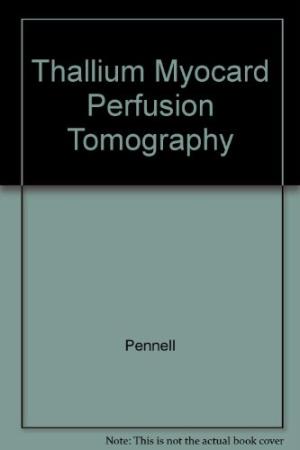 Thallium Myocard
Perfusion
Tomography
Pennell
Note: This is not the actual book cover